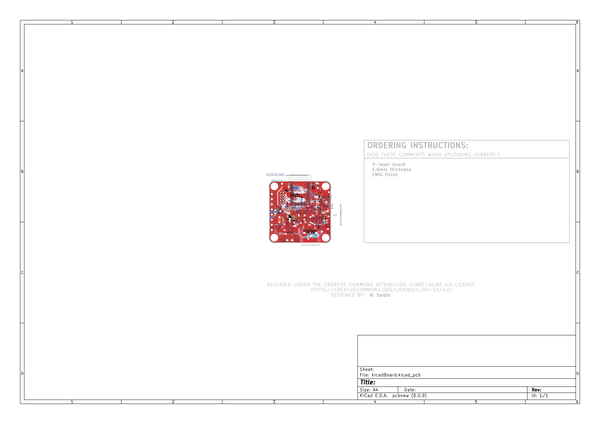 1 2 3 4 5 6
A A
B B
ORDERING INSTRUCTIONS:
(ADD THESE COMMENTS WHEN UPLOADING GERBERS)
4-layer board
1.6mm thickness
ENIG finish
C C
RELEASED UNDER THE CREATIVE COMMONS ATTRIBUTION SHARE-ALIKE 4.0 LICENSE
HTTPS://CREATIVECOMMONS.ORG/LICENSES/BY-SA/4.0/
DESIGNED BY: N. Seidle
D D
Sheet:
File: kicadBoard.kicad_pcb
Title:
Size: A4 Date: Rev:
KiCad E.D.A. pcbnew (6.0.9) Id: 1/1
1 2 3 4 5 6